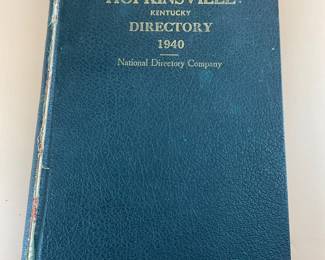 HOPKINSVILLE
KENTUCKY
DIRECTORY
1940
National Directory Company